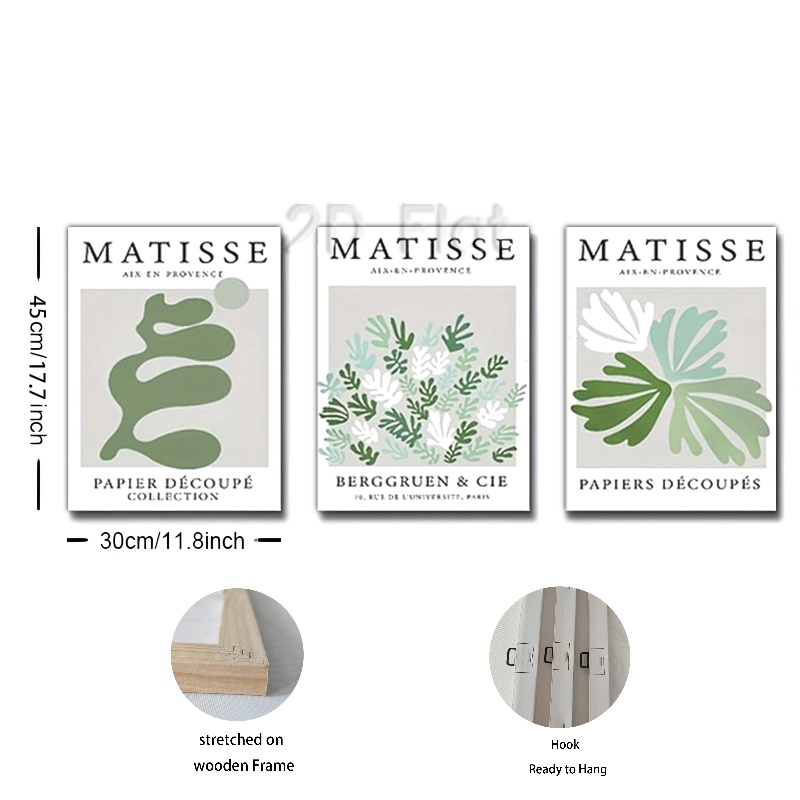 2D Flat
MATISSE
AIX EN PROVENCE
PAPIER DÉCOUPÉ
COLLECTION
MATISSE
AIX-EN-PROVENCE
BERGGRUEN & CIE
70, RUE DE L'UNIVERSITÉ, PARIS
MATISSE
AIX-EN-PROVENCE
PAPIERS DÉCOUPÉS
45cm/17.7inch
30cm/11.8inch
stretched on
wooden Frame
Hook
Ready to Hang